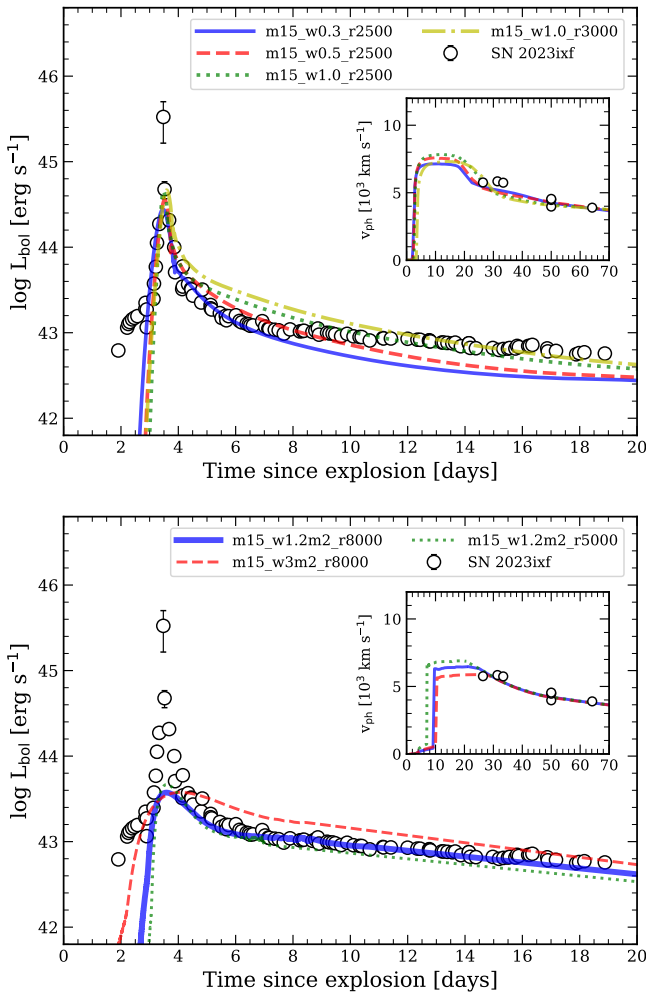 m15_w0.3_r2500
m15_w0.5_r2500
m15_w1.0_r2500
m15_w1.0_r3000
SN 2023ixf
46
45
44
43
42
log L_bol [erg s⁻¹]
10
5
0
v_ph [10³ km s⁻¹]
0 10 20 30 40 50 60 70
0 2 4 6 8 10 12 14 16 18 20
Time since explosion [days]
m15_w1.2m2_r8000
m15_w3m2_r8000
m15_w1.2m2_r5000
SN 2023ixf
46
45
44
43
42
log L_bol [erg s⁻¹]
10
5
0
v_ph [10³ km s⁻¹]
0 10 20 30 40 50 60 70
0 2 4 6 8 10 12 14 16 18 20
Time since explosion [days]